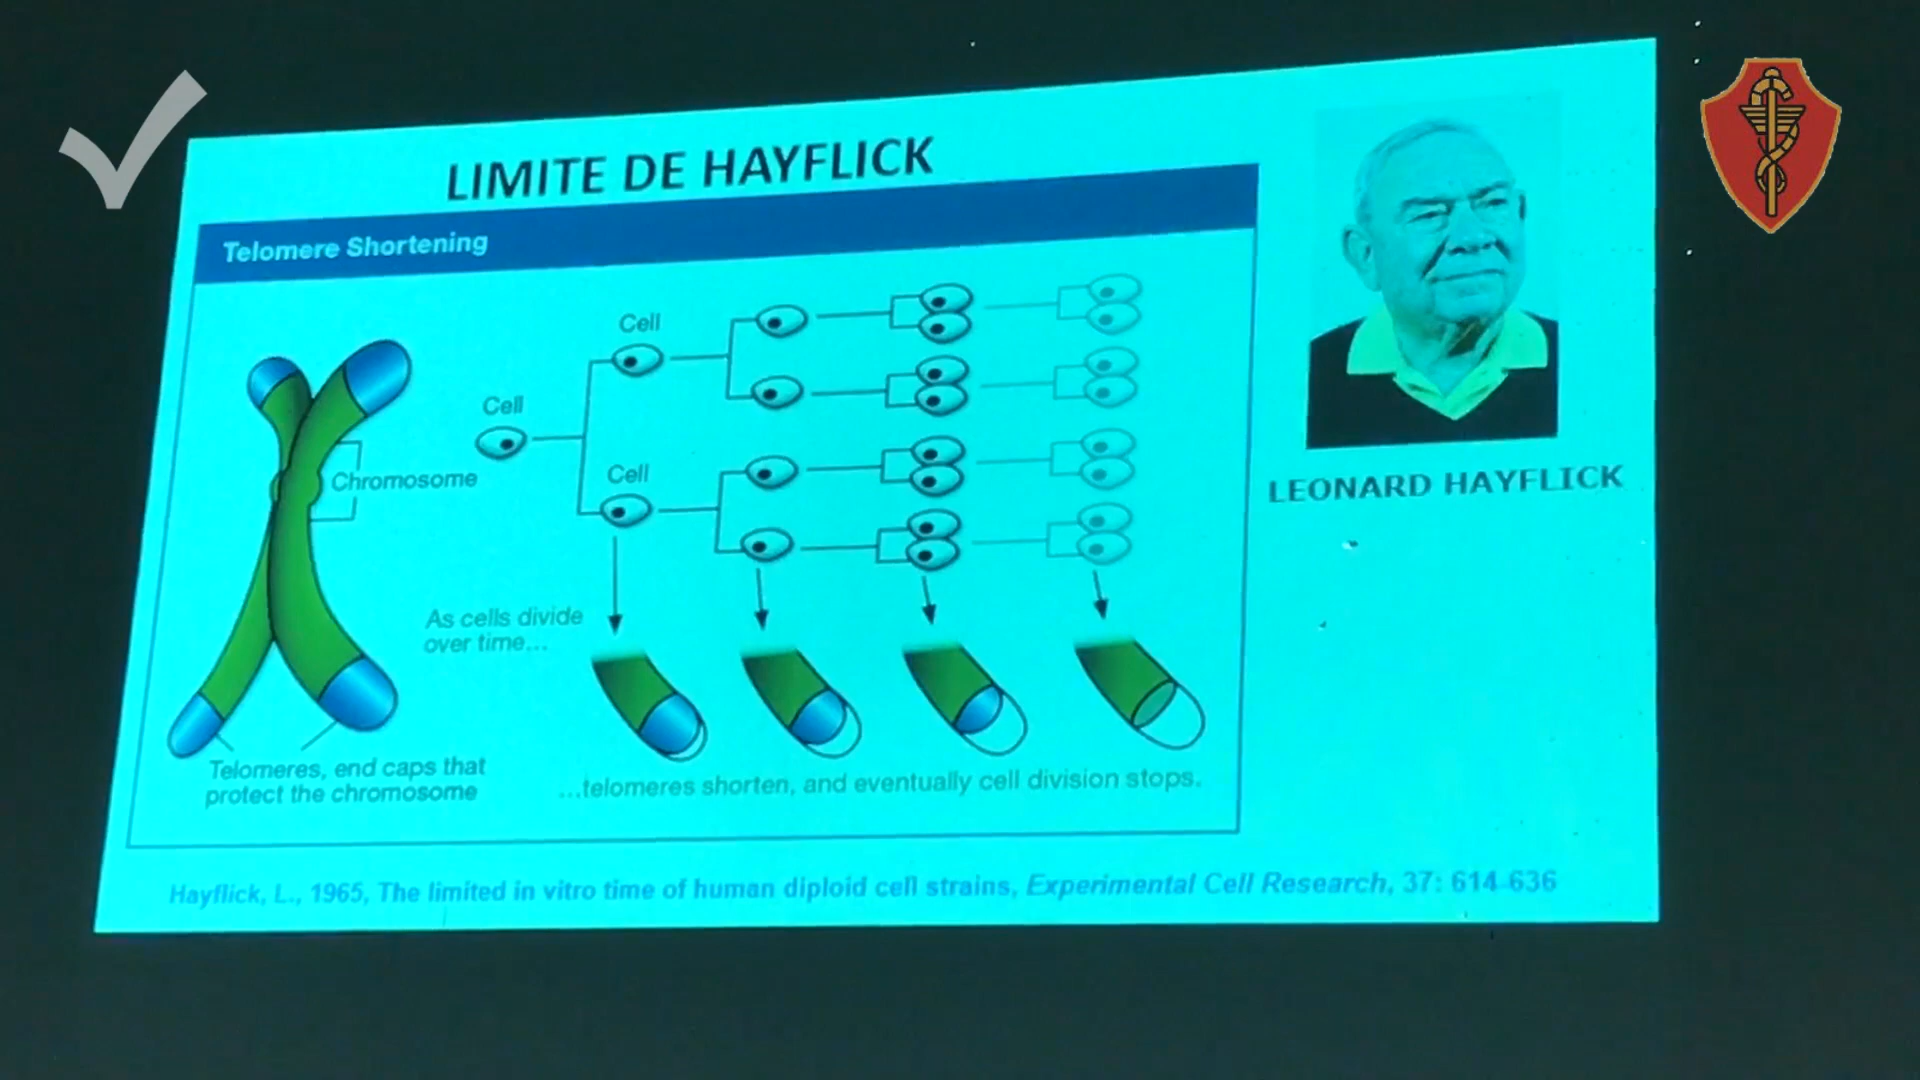 LIMITE DE HAYFLICK
Telomere Shortening
Cell
Cell
Cell
Chromosome
As cells divide
over time...
Telomeres, end caps that
protect the chromosome
...telomeres shorten, and eventually cell division stops.
LEONARD HAYFLICK
Hayflick, L., 1965, The limited in vitro time of human diploid cell strains, Experimental Cell Research, 37: 614-636